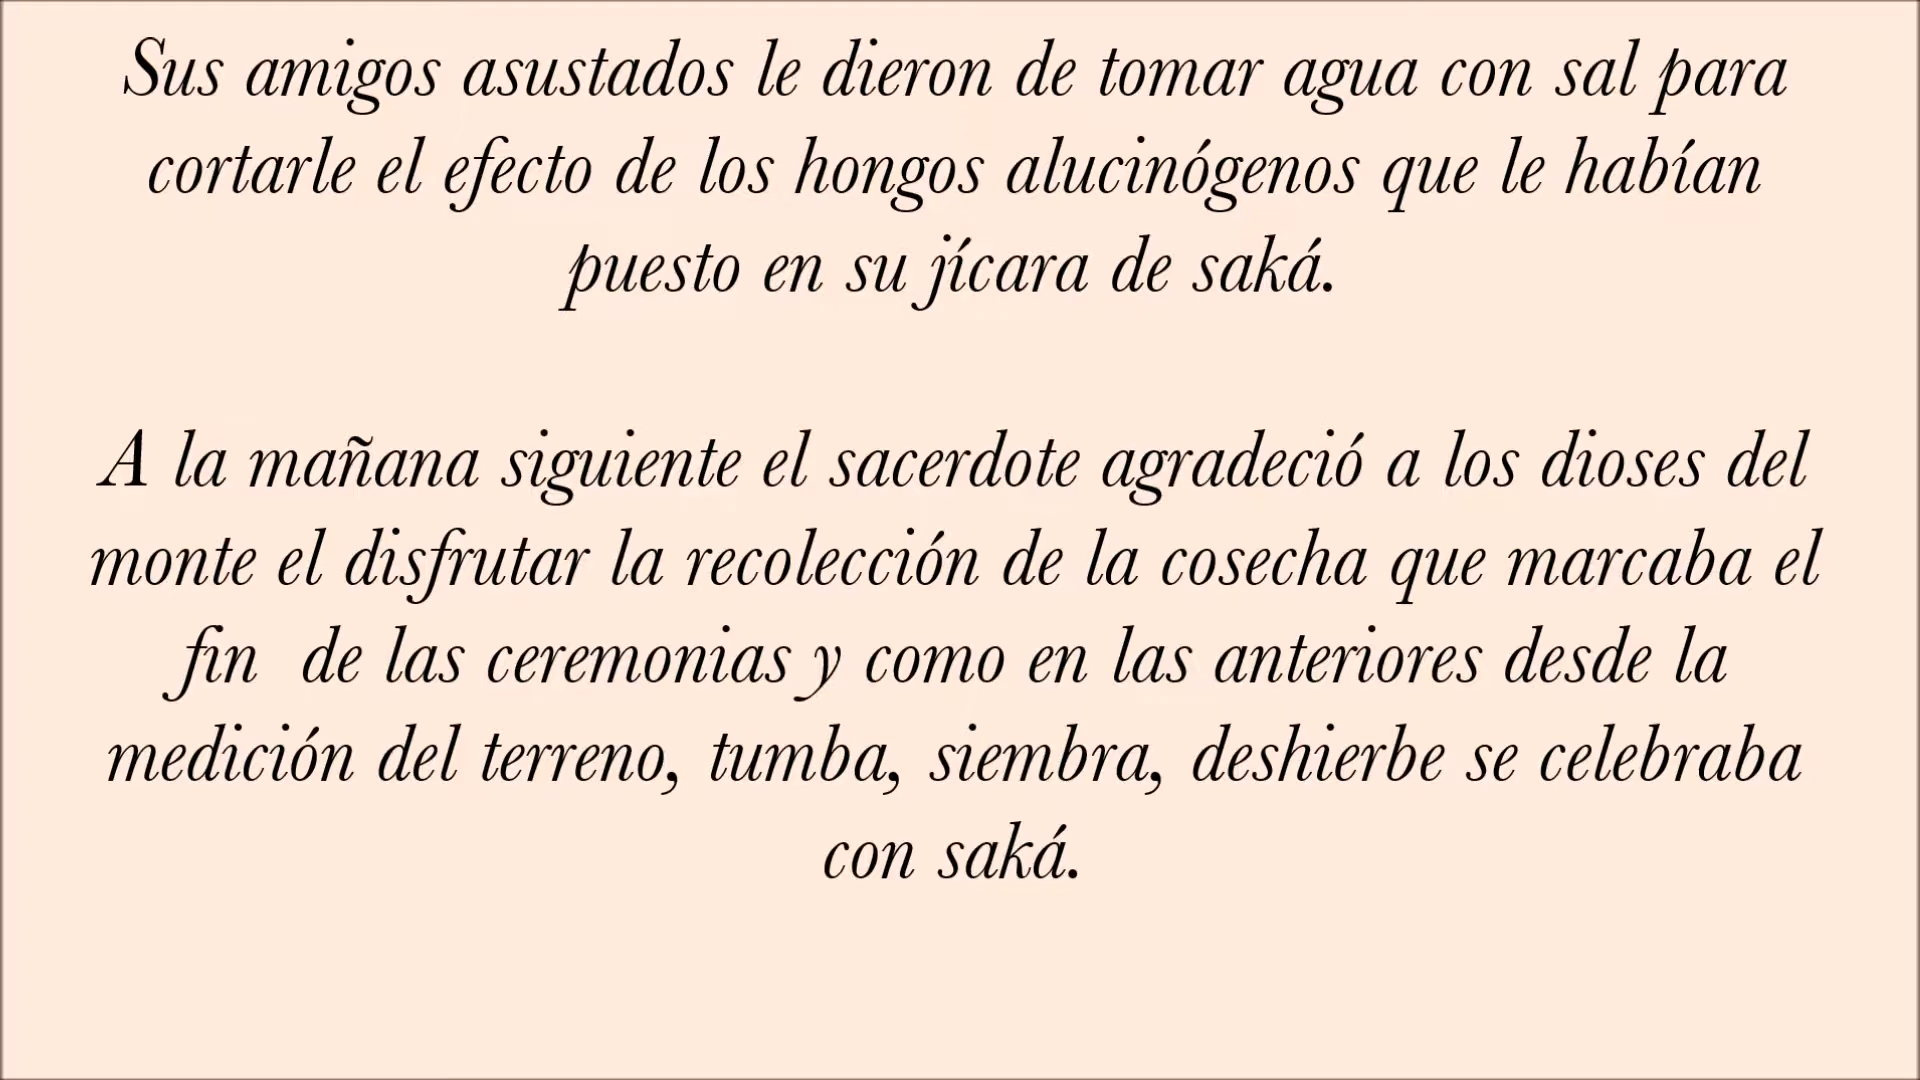 Sus amigos asustados le dieron de tomar agua con sal para
cortarle el efecto de los hongos alucinógenos que le habían
puesto en su jícara de saká.
A la mañana siguiente el sacerdote agradeció a los dioses del
monte el disfrutar la recolección de la cosecha que marcaba el
fin  de las ceremonias y como en las anteriores desde la
medición del terreno, tumba, siembra, deshierbe se celebraba
con saká.